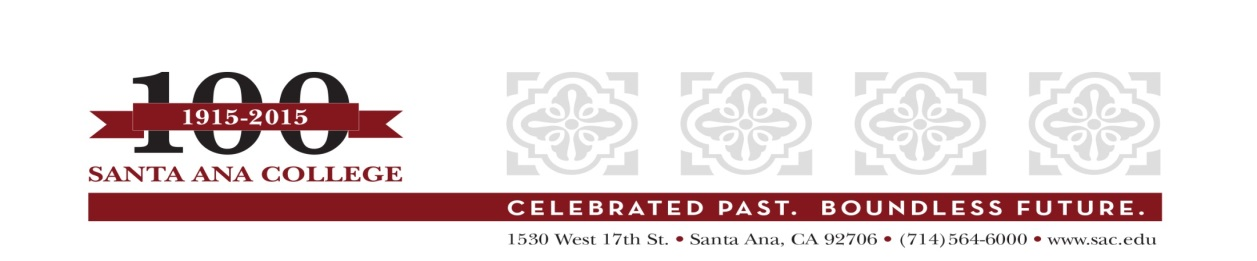 100
1915-2015
SANTA ANA COLLEGE
CELEBRATED PAST. BOUNDLESS FUTURE.
1530 West 17th St. • Santa Ana, CA 92706 • (714)564-6000 • www.sac.edu